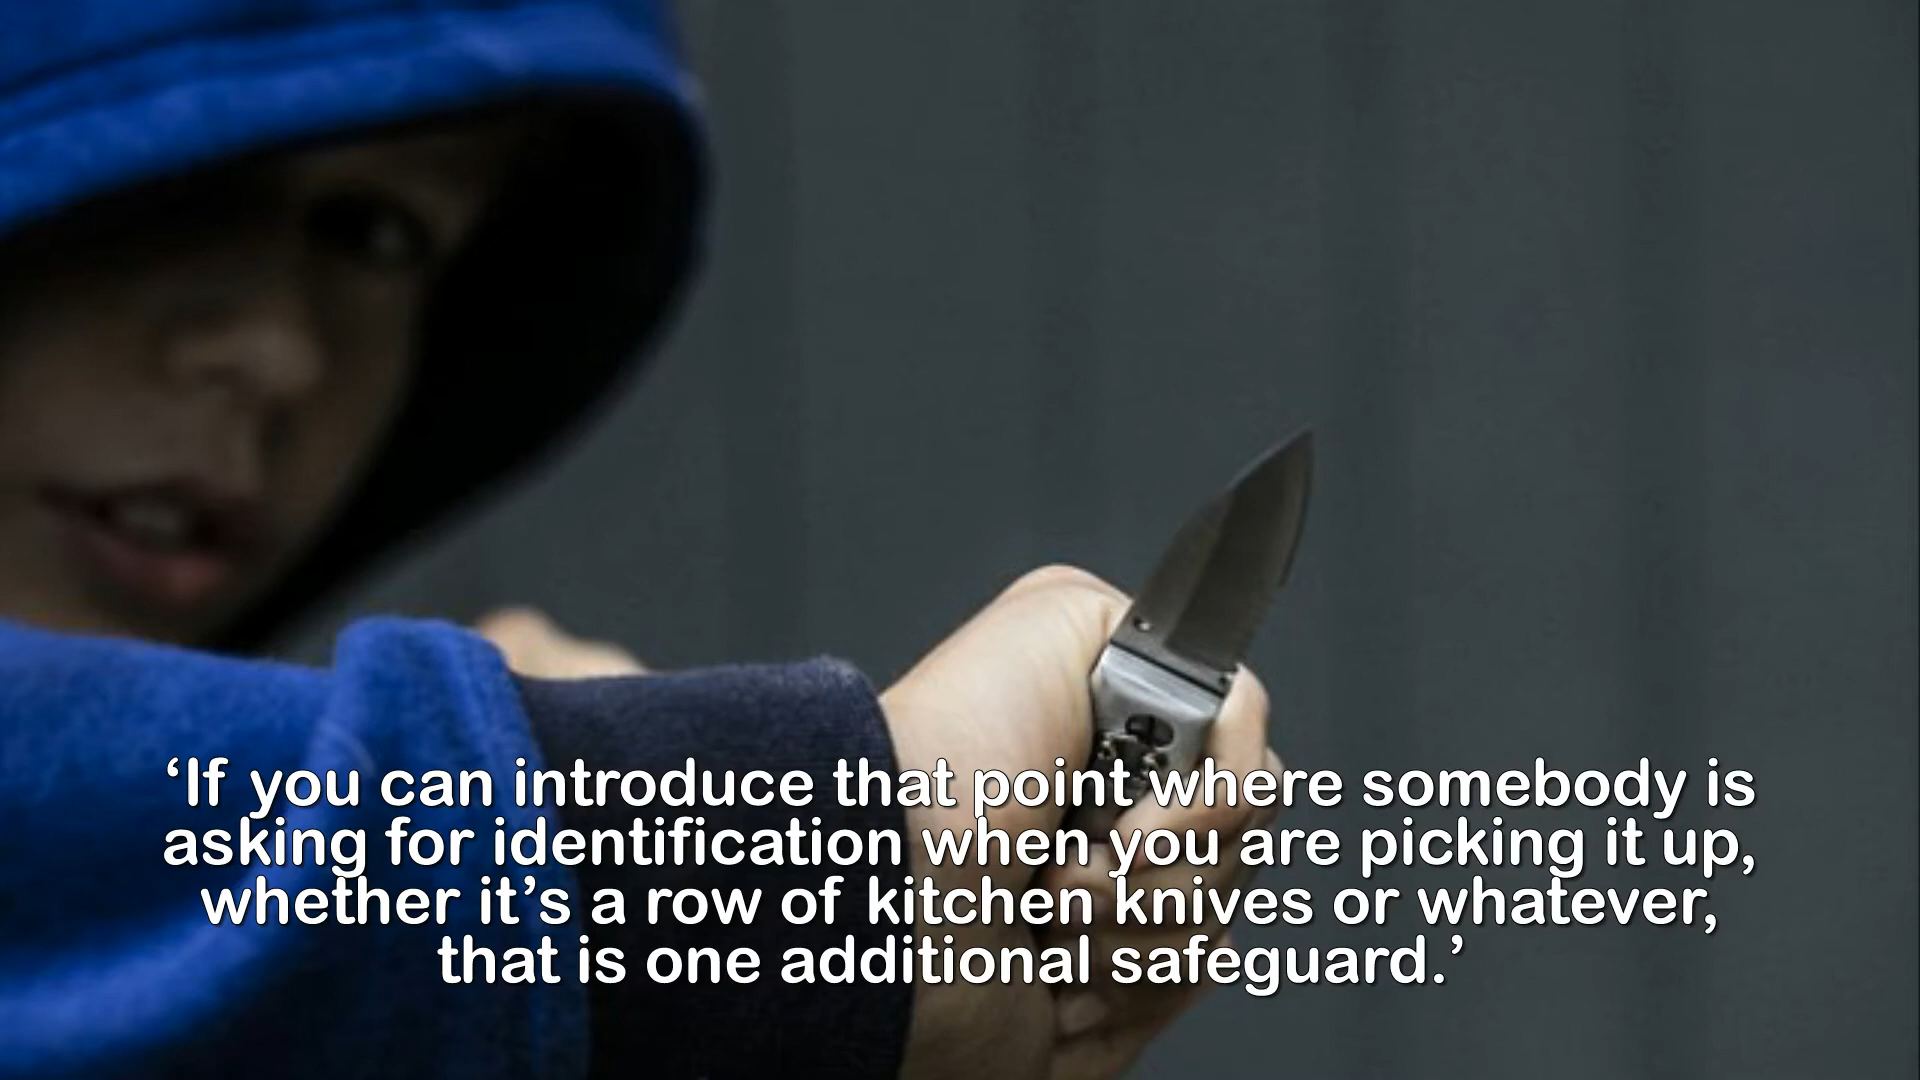 ‘If you can introduce that point where somebody is
asking for identification when you are picking it up,
whether it’s a row of kitchen knives or whatever,
that is one additional safeguard.’